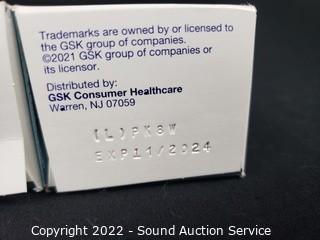 Trademarks are owned by or licensed to
the GSK group of companies.
©2021 GSK group of companies or
its licensor.
Distributed by:
GSK Consumer Healthcare
Warren, NJ 07059
(L)PK8W
EXP11/2024
Copyright 2022 - Sound Auction Service